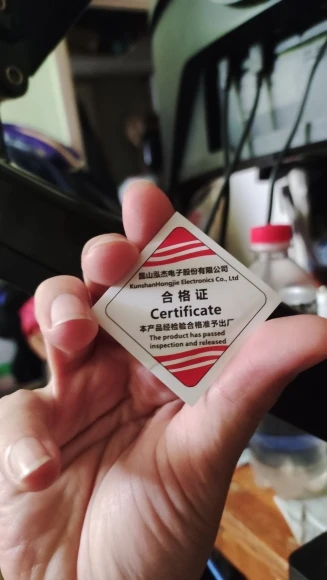 昆山泓杰电子股份有限公司
KunshanHongjie Electronics Co., Ltd
合格证
Certificate
本产品经检验合格准予出厂
The product has passed
inspection and released